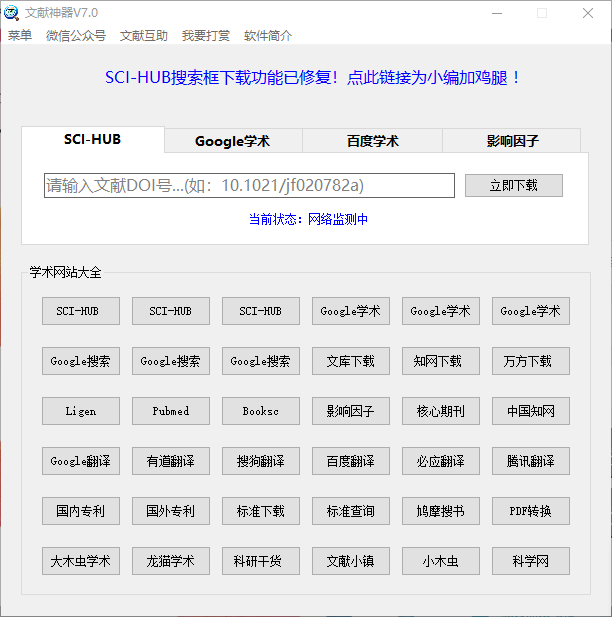 文献神器V7.0
菜单 微信公众号 文献互助 我要打赏 软件简介
SCI-HUB搜索框下载功能已修复！点此链接为小编加鸡腿！
SCI-HUB Google学术 百度学术 影响因子
请输入文献DOI号...(如：10.1021/jf020782a) 立即下载
当前状态：网络监测中
学术网站大全
SCI-HUB SCI-HUB SCI-HUB Google学术 Google学术 Google学术
Google搜索 Google搜索 Google搜索 文库下载 知网下载 万方下载
Ligen Pubmed Booksc 影响因子 核心期刊 中国知网
Google翻译 有道翻译 搜狗翻译 百度翻译 必应翻译 腾讯翻译
国内专利 国外专利 标准下载 标准查询 鸠摩搜书 PDF转换
大木虫学术 龙猫学术 科研干货 文献小镇 小木虫 科学网